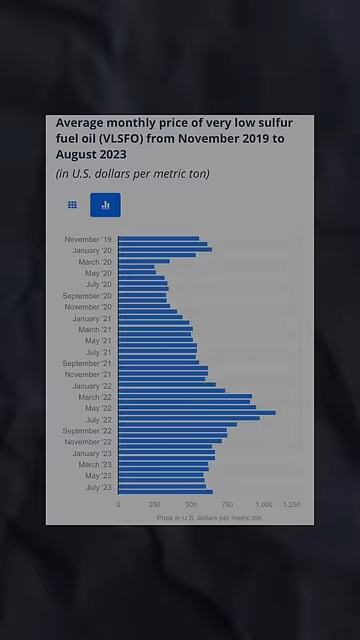 Average monthly price of very low sulfur
fuel oil (VLSFO) from November 2019 to
August 2023
(in U.S. dollars per metric ton)
November '19
January '20
March '20
May '20
July '20
September '20
November '20
January '21
March '21
May '21
July '21
September '21
November '21
January '22
March '22
May '22
July '22
September '22
November '22
January '23
March '23
May '23
July '23
0 250 500 750 1,000 1,250
Price in U.S. dollars per metric ton